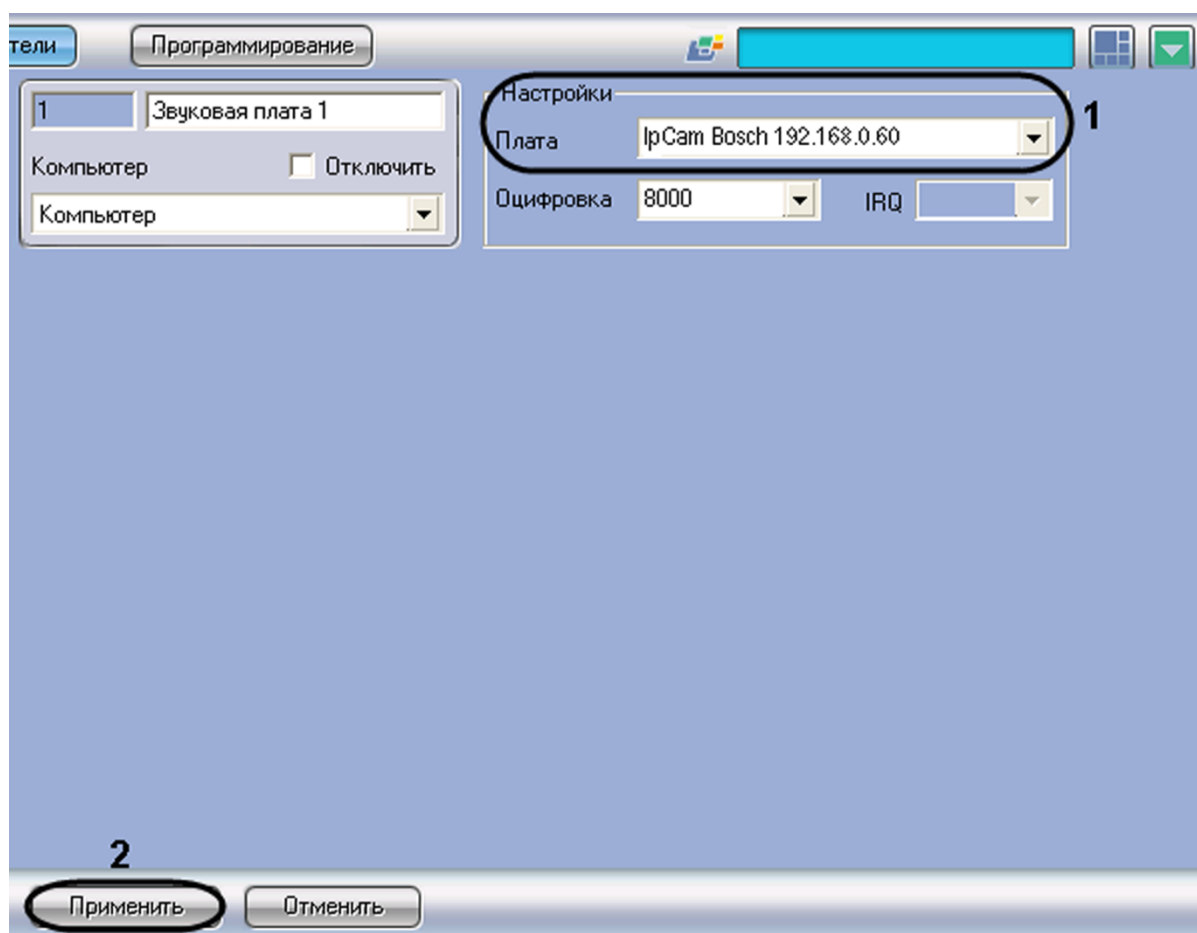 тели Программирование
1 Звуковая плата 1
Компьютер Отключить
Компьютер
Настройки
1
Плата IpCam Bosch 192.168.0.60
Оцифровка 8000 IRQ
2
Применить Отменить